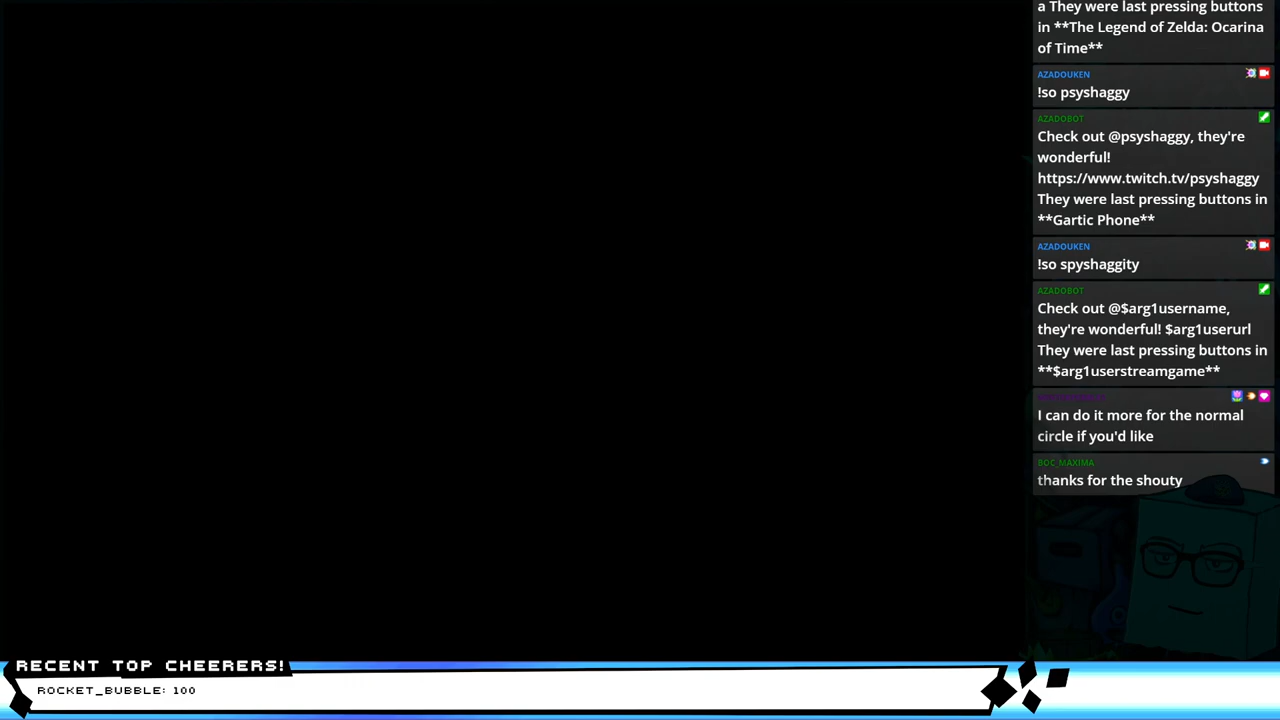 a They were last pressing buttons
in **The Legend of Zelda: Ocarina
of Time**
AZADOUKEN
!so psyshaggy
AZADOBOT
Check out @psyshaggy, they're
wonderful!
https://www.twitch.tv/psyshaggy
They were last pressing buttons in
**Gartic Phone**
AZADOUKEN
!so spyshaggity
AZADOBOT
Check out @$arg1username,
they're wonderful! $arg1userurl
They were last pressing buttons in
**$arg1userstreamgame**
I can do it more for the normal
circle if you'd like
BOC_MAXIMA
thanks for the shouty
RECENT TOP CHEERERS!
ROCKET_BUBBLE: 100